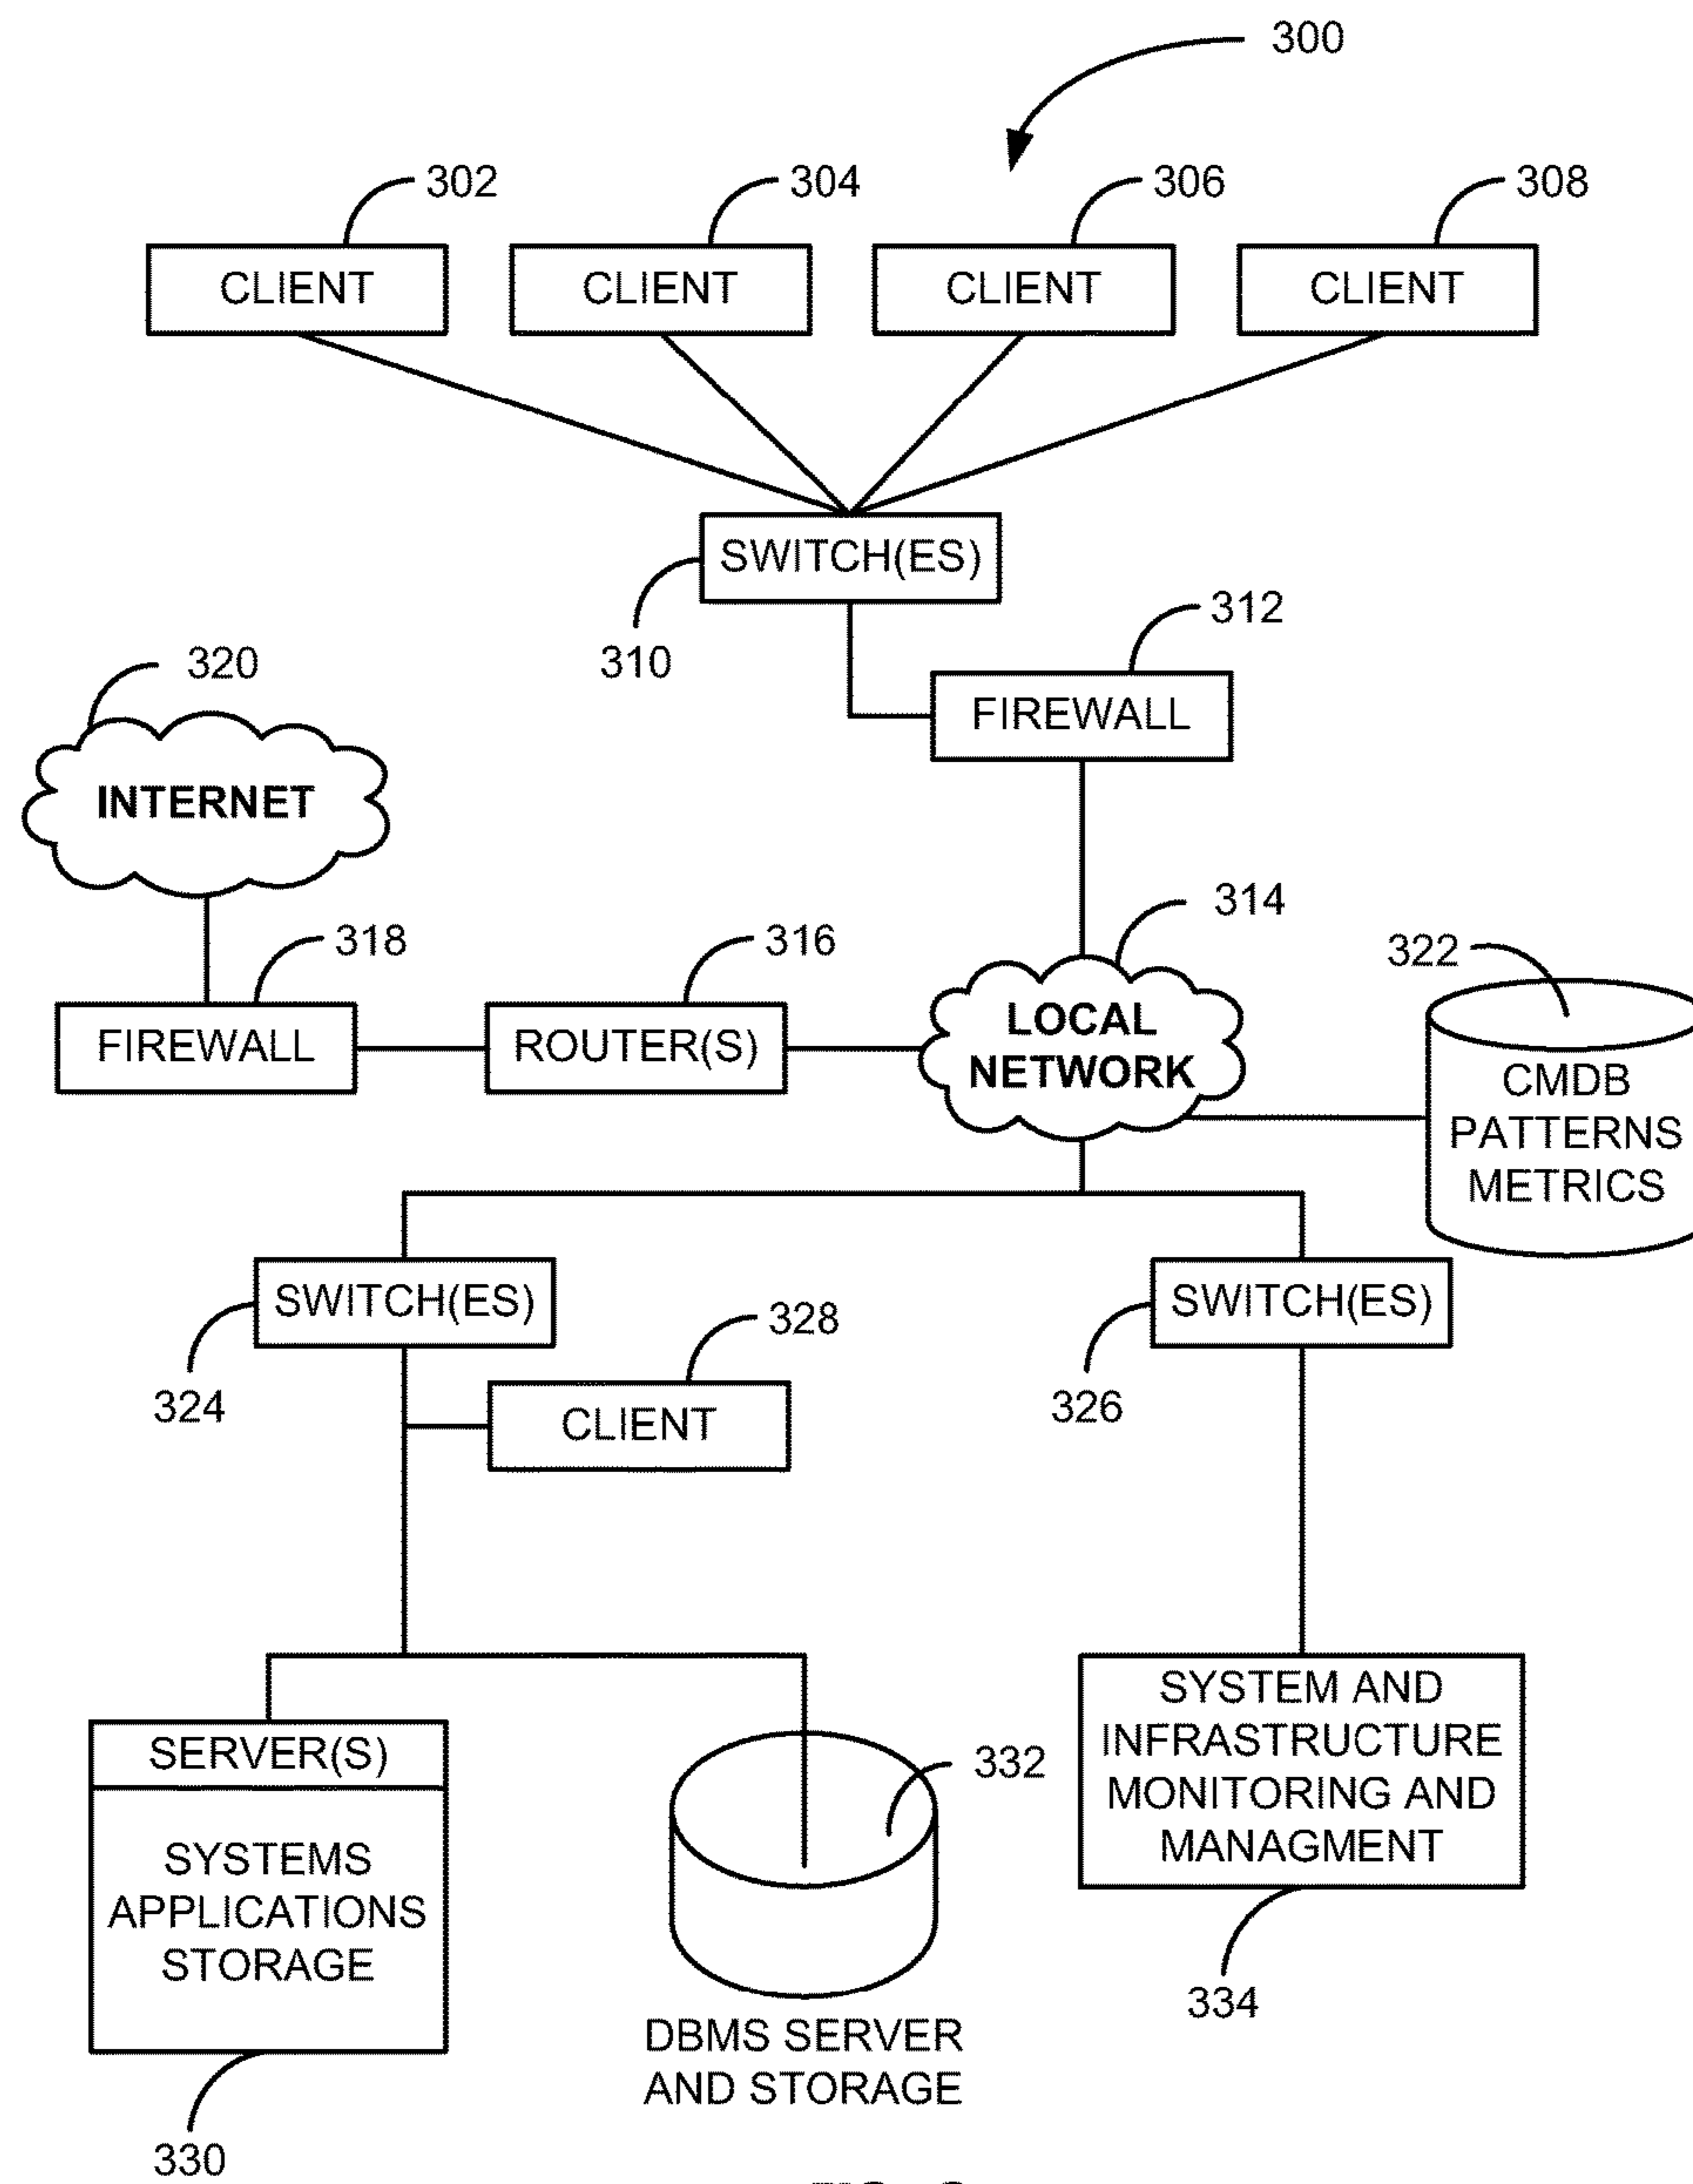 300
302
304
306
308
CLIENT
CLIENT
CLIENT
CLIENT
SWITCH(ES)
310
312
FIREWALL
320
INTERNET
318
316
314
322
FIREWALL
ROUTER(S)
LOCAL
NETWORK
CMDB
PATTERNS
METRICS
SWITCH(ES)
324
328
CLIENT
SWITCH(ES)
326
SERVER(S)
SYSTEMS
APPLICATIONS
STORAGE
330
332
DBMS SERVER
AND STORAGE
SYSTEM AND
INFRASTRUCTURE
MONITORING AND
MANAGMENT
334